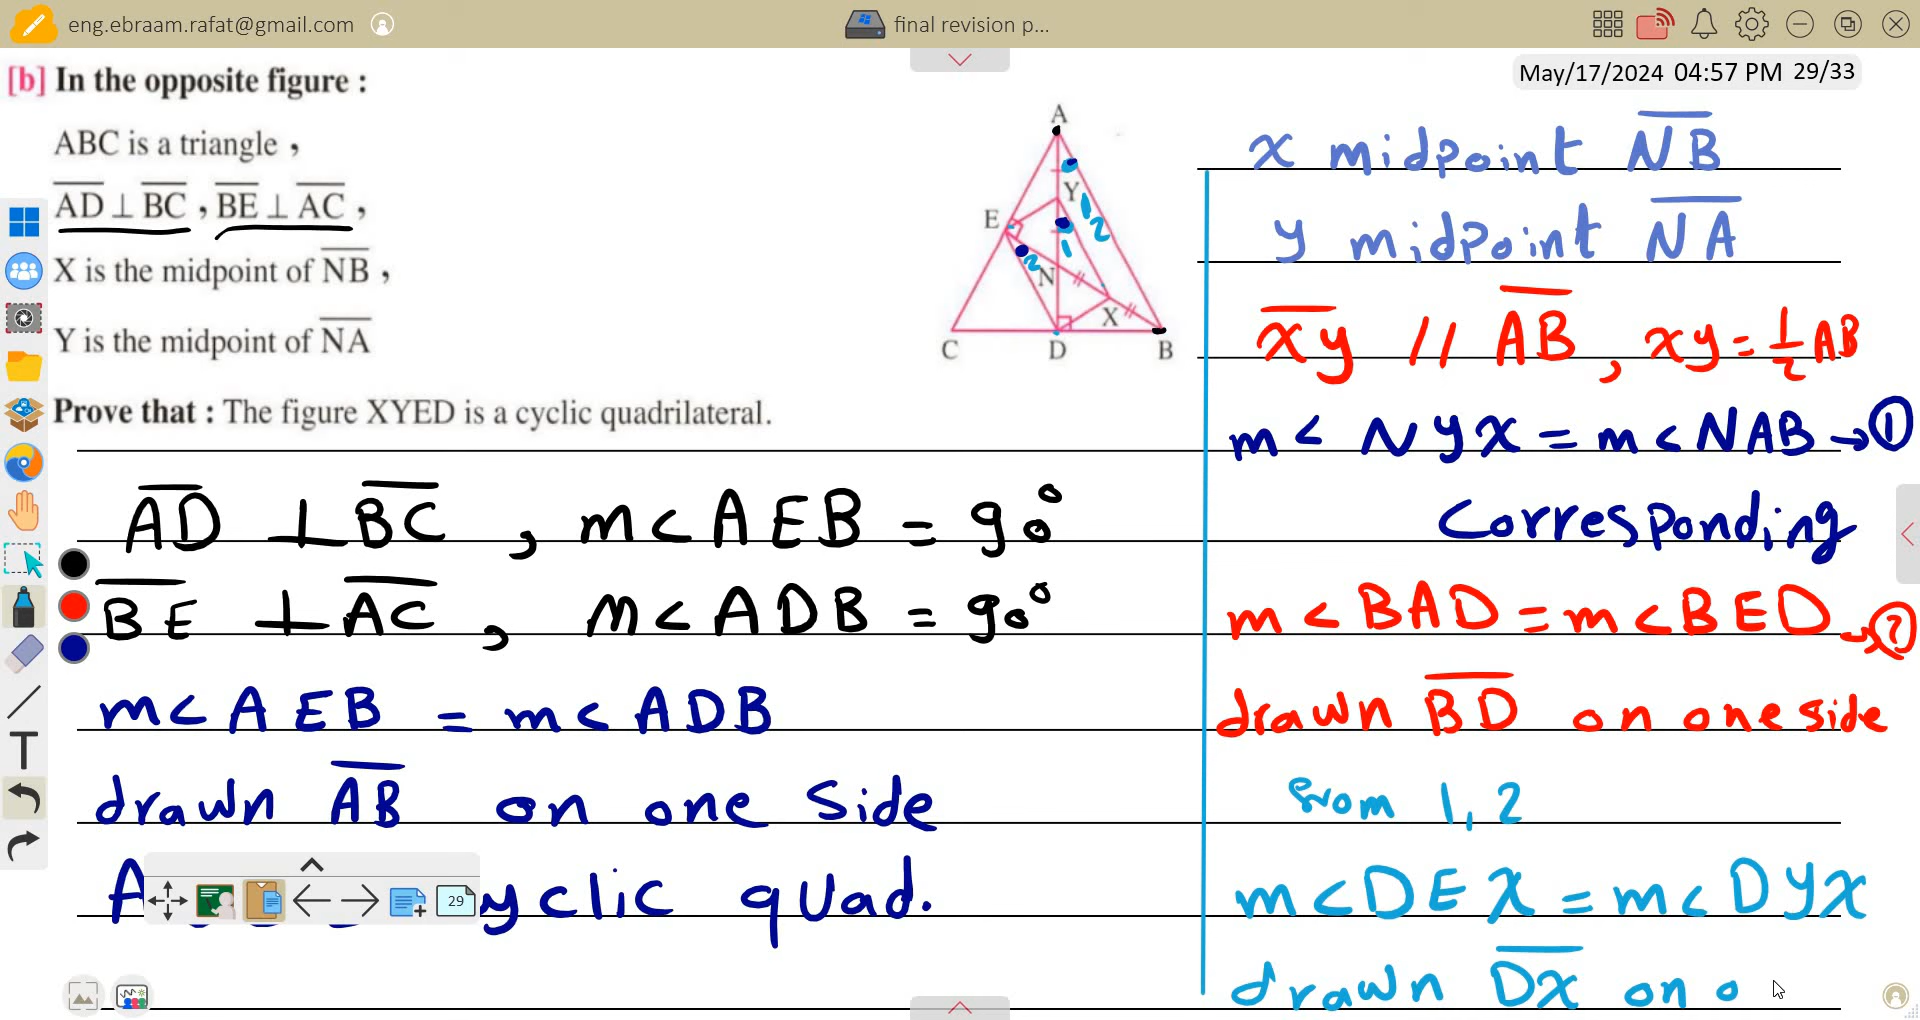 eng.ebraam.rafat@gmail.com
final revision p...
May/17/2024 04:57 PM 29/33
[b] In the opposite figure :
ABC is a triangle ,
AD ⊥ BC , BE ⊥ AC ,
X is the midpoint of NB ,
Y is the midpoint of NA
Prove that : The figure XYED is a cyclic quadrilateral.
A
Y
1
2
E
1
2
N
X
C
D
B
AD ⊥ BC , m< AEB = 90°
BE ⊥ AC , m< ADB = 90°
m< AEB = m< ADB
drawn AB on one side
A yclic quad.
x midpoint NB
y midpoint NA
xy // AB , xy = 1/2 AB
m< NyX = m< NAB → 1
Corresponding
m< BAD = m< BED → 2
drawn BD on one side
from 1, 2
m< DEX = m< DyX
drawn DX on o
T
29